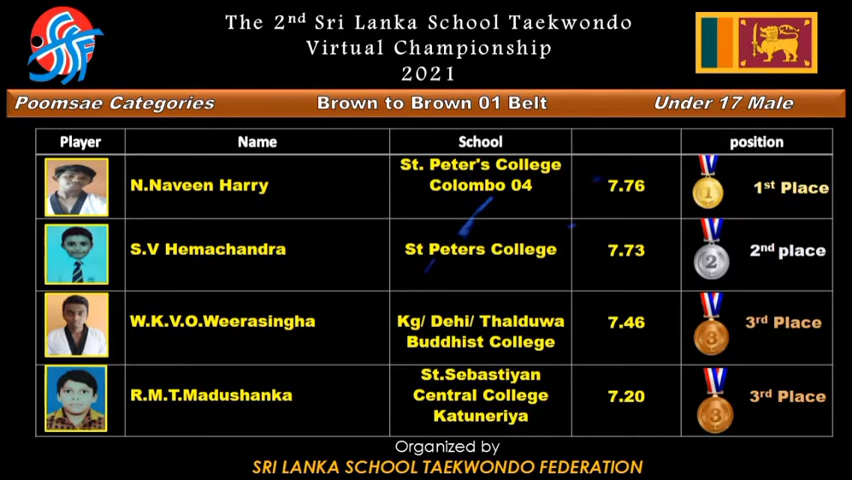 The 2nd Sri Lanka School Taekwondo
Virtual Championship
2021
Poomsae Categories Brown to Brown 01 Belt Under 17 Male
Player Name School position
N.Naveen Harry St. Peter's College Colombo 04 7.76 1 1st Place
S.V Hemachandra St Peters College 7.73 2 2nd place
W.K.V.O.Weerasingha Kg/ Dehi/ Thalduwa Buddhist College 7.46 3 3rd Place
R.M.T.Madushanka St.Sebastiyan Central College Katuneriya 7.20 3 3rd Place
Organized by
SRI LANKA SCHOOL TAEKWONDO FEDERATION